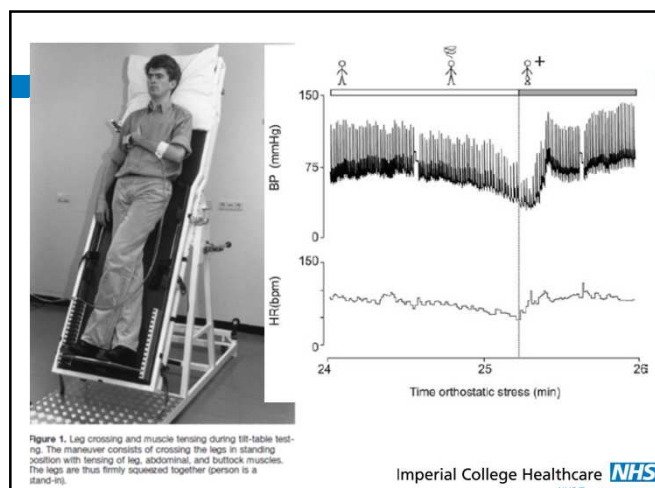 150
BP (mmHg)
75
0
150
HR(bpm)
0
24
25
26
Time orthostatic stress (min)
Figure 1. Leg crossing and muscle tensing during tilt-table test-
ing. The maneuver consists of crossing the legs in standing
position with tensing of leg, abdominal, and buttock muscles.
The legs are thus firmly squeezed together (person is a
stand-in).
Imperial College Healthcare NHS